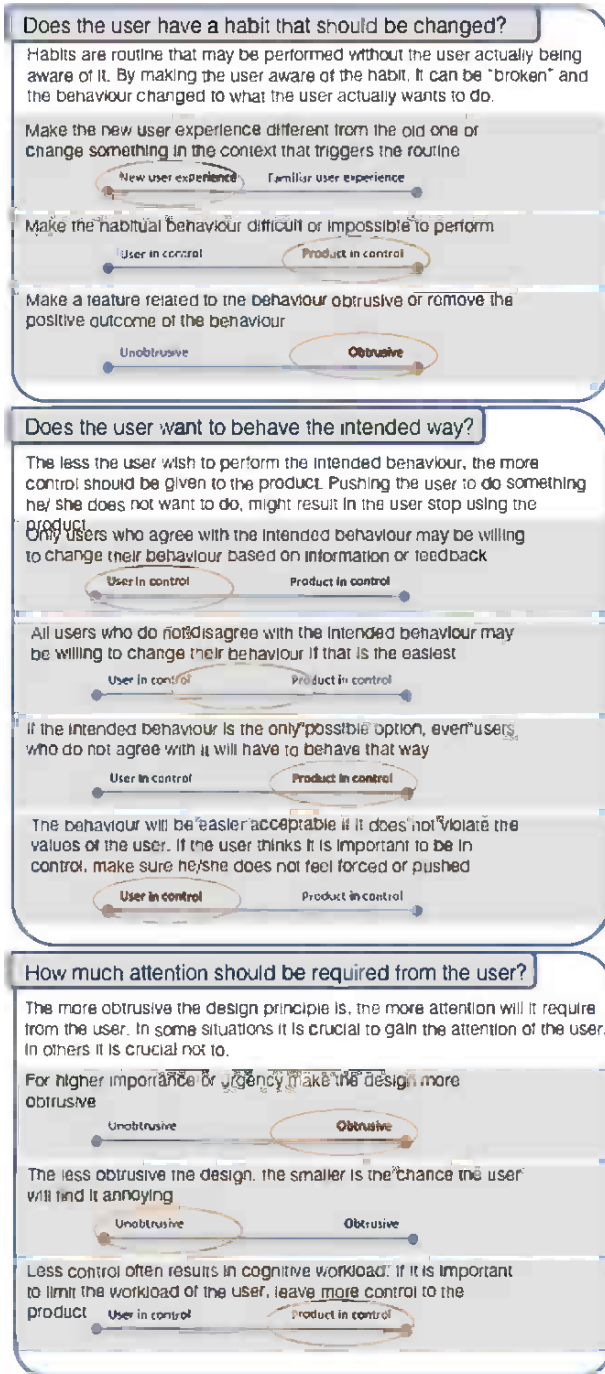 Does the user have a habit that should be changed?
Habits are routine that may be performed without the user actually being
aware of it. By making the user aware of the habit, it can be "broken" and
the behaviour changed to what the user actually wants to do.
Make the new user experience different from the old one or
change something in the context that triggers the routine
New user experience Familiar user experience
Make the habitual behaviour difficult or impossible to perform
User in control Product in control
Make a feature related to the behaviour obtrusive or remove the
positive outcome of the behaviour
Unobtrusive Obtrusive
Does the user want to behave the intended way?
The less the user wish to perform the intended behaviour, the more
control should be given to the product. Pushing the user to do something
he/ she does not want to do, might result in the user stop using the
product
Only users who agree with the intended behaviour may be willing
to change their behaviour based on information or feedback
User in control Product in control
All users who do not disagree with the intended behaviour may
be willing to change their behaviour if that is the easiest
User in control Product in control
If the intended behaviour is the only possible option, even users
who do not agree with it will have to behave that way
User in control Product in control
The behaviour will be easier acceptable if it does not violate the
values of the user. If the user thinks it is important to be in
control, make sure he/she does not feel forced or pushed
User in control Product in control
How much attention should be required from the user?
The more obtrusive the design principle is, the more attention will it require
from the user. In some situations it is crucial to gain the attention of the user.
In others it is crucial not to.
For higher importance or urgency make the design more
obtrusive
Unobtrusive Obtrusive
The less obtrusive the design, the smaller is the chance the user
will find it annoying
Unobtrusive Obtrusive
Less control often results in cognitive workload. If it is important
to limit the workload of the user, leave more control to the
product User in control Product in control